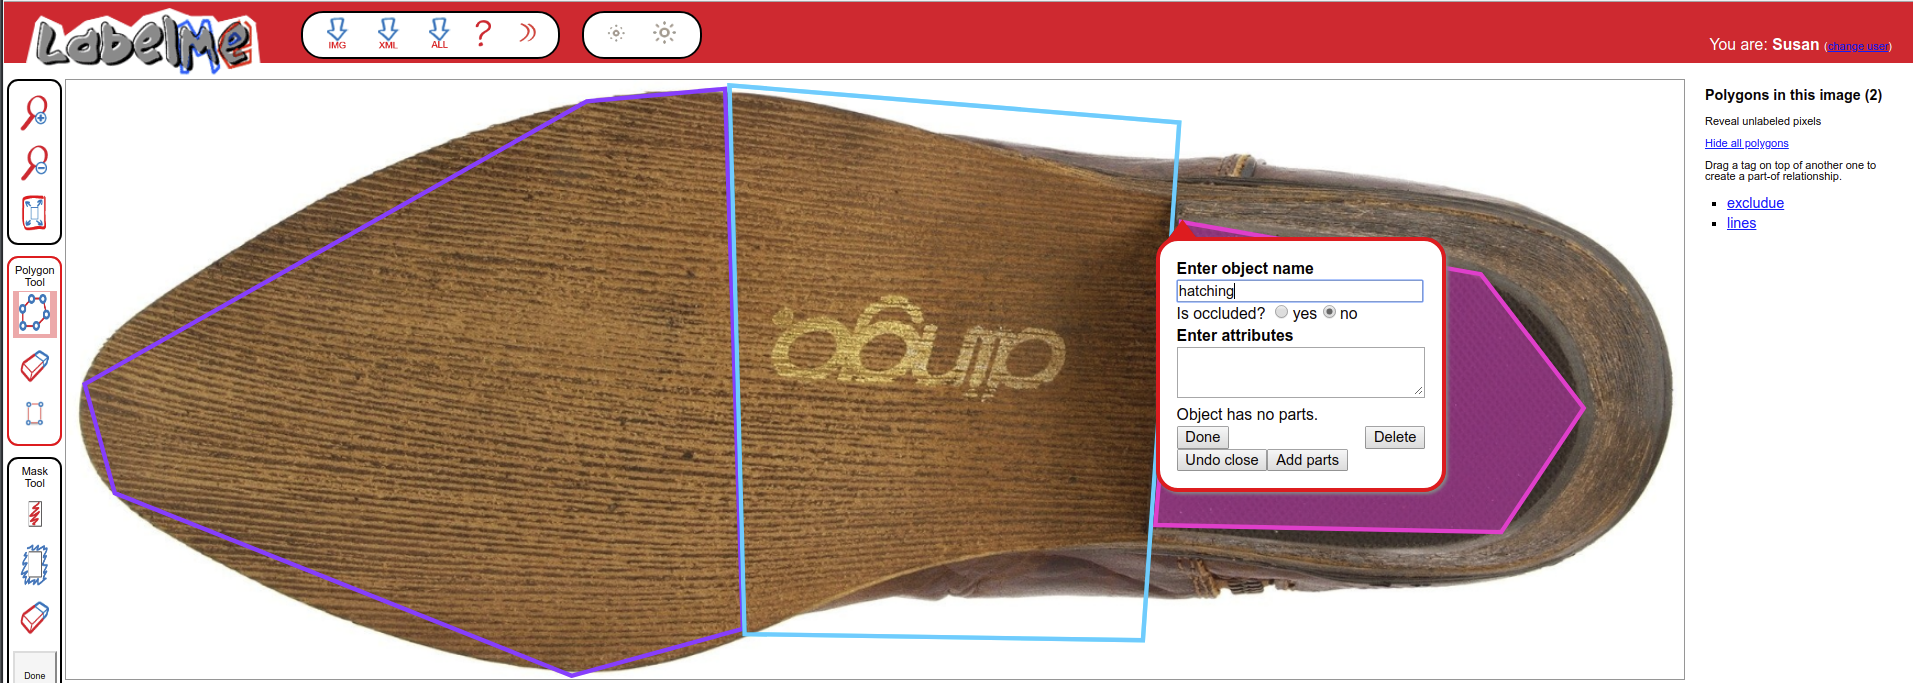 LabelMe
IMG
XML
ALL
You are: Susan (change user)
Polygon
Tool
Mask
Tool
Done
Enter object name
hatching
Is occluded? yes no
Enter attributes
Object has no parts.
Done Delete
Undo close Add parts
Polygons in this image (2)
Reveal unlabeled pixels
Hide all polygons
Drag a tag on top of another one to
create a part-of relationship.
excludue
lines